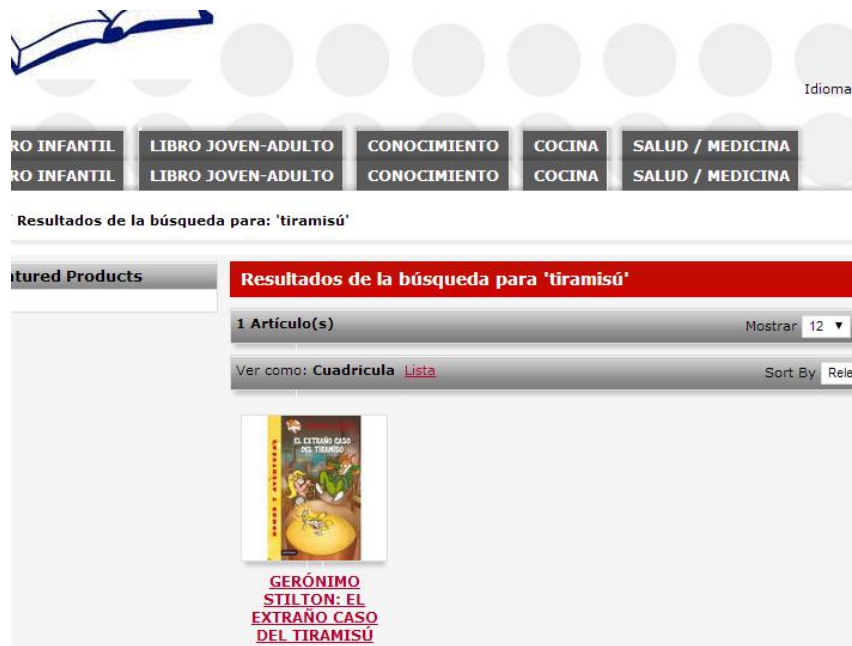 Idioma
RO INFANTIL LIBRO JOVEN-ADULTO CONOCIMIENTO COCINA SALUD / MEDICINA
RO INFANTIL LIBRO JOVEN-ADULTO CONOCIMIENTO COCINA SALUD / MEDICINA
/ Resultados de la búsqueda para: 'tiramisú'
tured Products
Resultados de la búsqueda para 'tiramisú'
1 Artículo(s)
Mostrar 12
Ver como: Cuadricula Lista
Sort By Rele
EL EXTRAÑO CASO
DEL TIRAMISÚ
HUMOR Y AVENTURAS
GERÓNIMO
STILTON: EL
EXTRAÑO CASO
DEL TIRAMISÚ